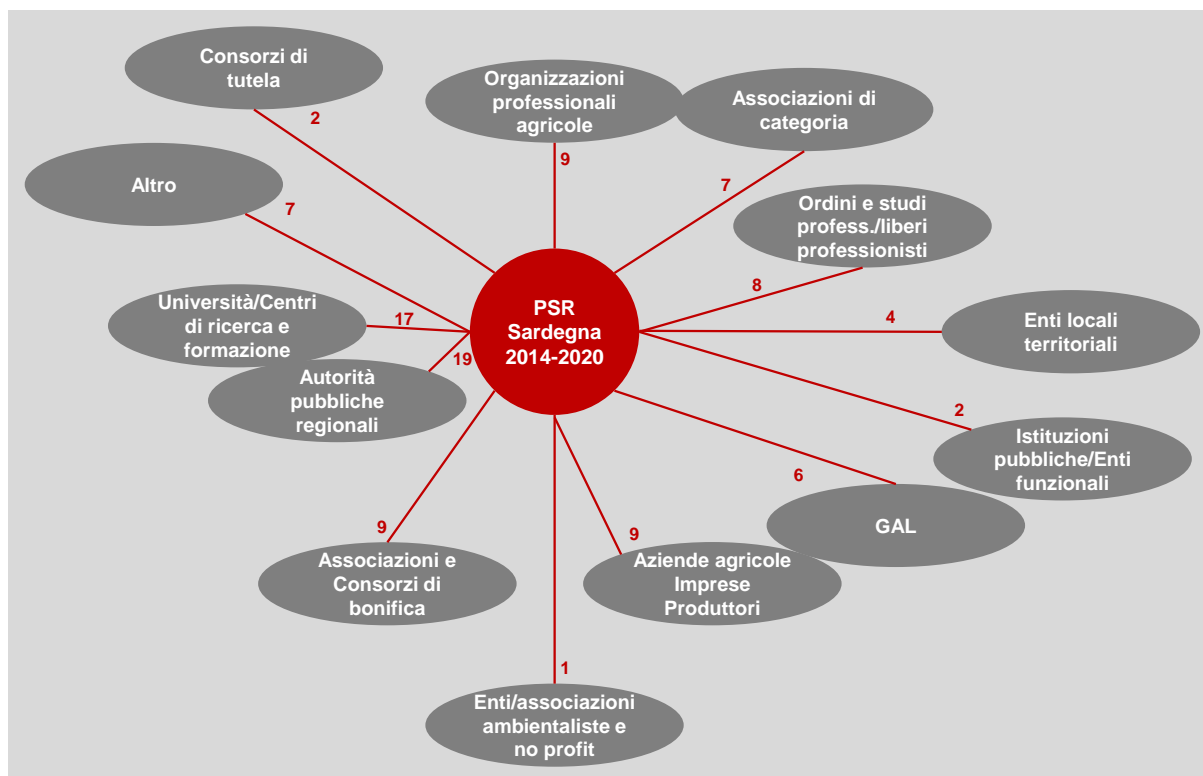 Consorzi di
tutela
2
Organizzazioni
professionali
agricole
9
Associazioni di
categoria
7
Altro
7
Ordini e studi
profess./liberi
professionisti
8
Università/Centri
di ricerca e
formazione
17
PSR
Sardegna
2014-2020
4
Enti locali
territoriali
19
Autorità
pubbliche
regionali
2
Istituzioni
pubbliche/Enti
funzionali
6
GAL
9
Associazioni e
Consorzi di
bonifica
9
Aziende agricole
Imprese
Produttori
1
Enti/associazioni
ambientaliste e
no profit